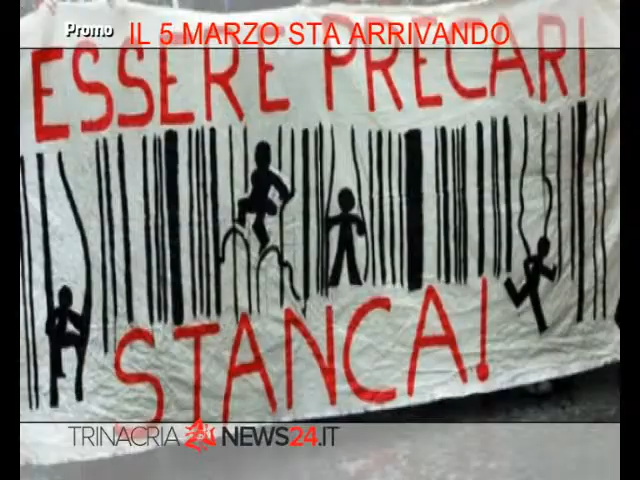 Promo
IL 5 MARZO STA ARRIVANDO
ESSERE PRECARI
STANCA!
TRINACRIA NEWS24.IT